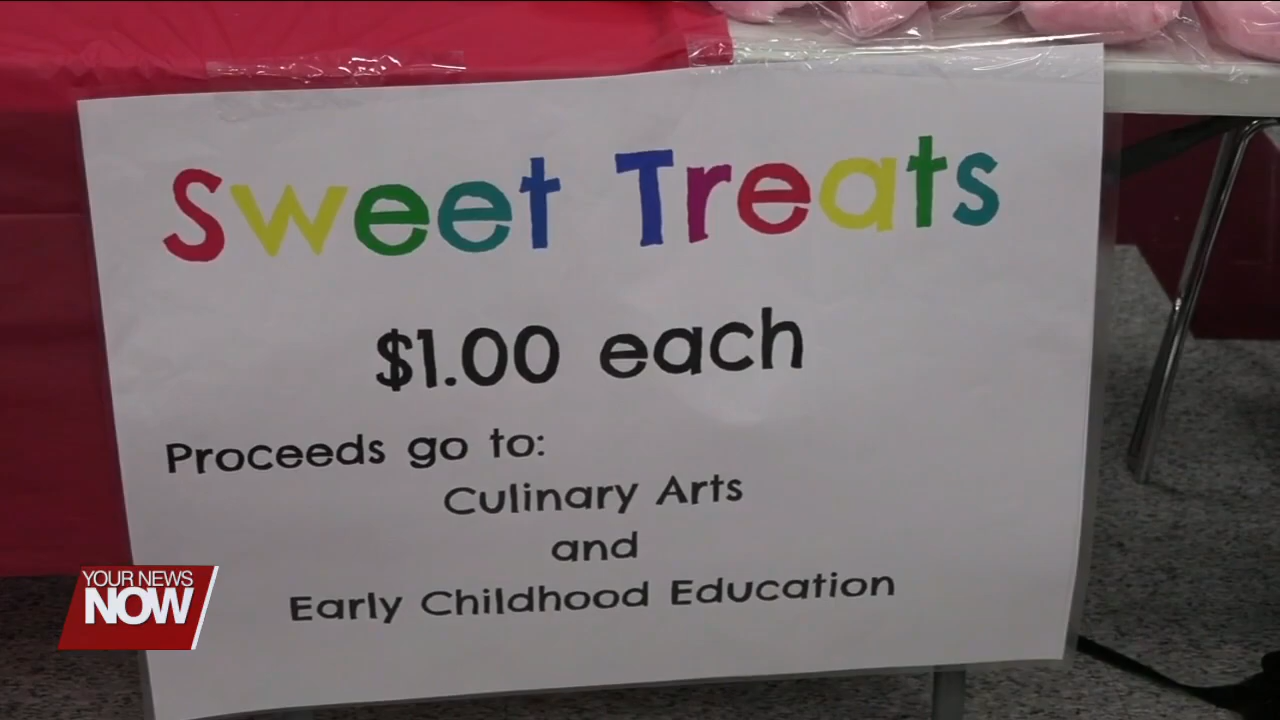 Sweet Treats
$1.00 each
Proceeds go to:
Culinary Arts
and
Early Childhood Education
YOUR NEWS
NOW